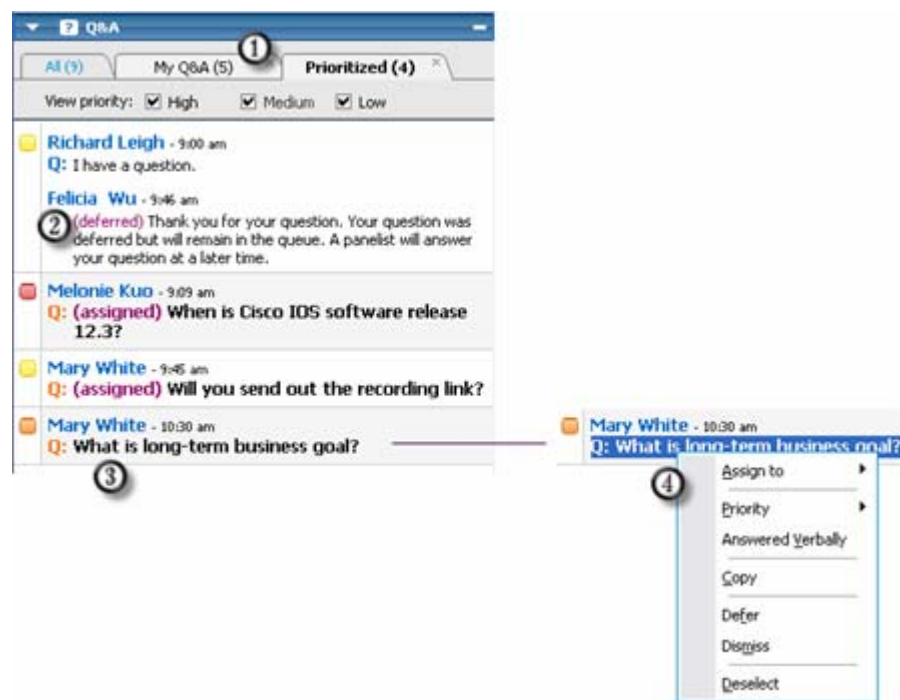 Q&A
1
All (9) My Q&A (5) Prioritized (4) ×
View priority: High Medium Low
Richard Leigh - 9:00 am
Q: I have a question.
Felicia Wu - 9:46 am
2 (deferred) Thank you for your question. Your question was
deferred but will remain in the queue. A panelist will answer
your question at a later time.
Melonie Kuo - 9:09 am
Q: (assigned) When is Cisco IOS software release
12.3?
Mary White - 9:45 am
Q: (assigned) Will you send out the recording link?
Mary White - 10:30 am
Q: What is long-term business goal?
3
Mary White - 10:30 am
Q: What is long-term business goal?
4
Assign to
Priority
Answered Verbally
Copy
Defer
Dismiss
Deselect